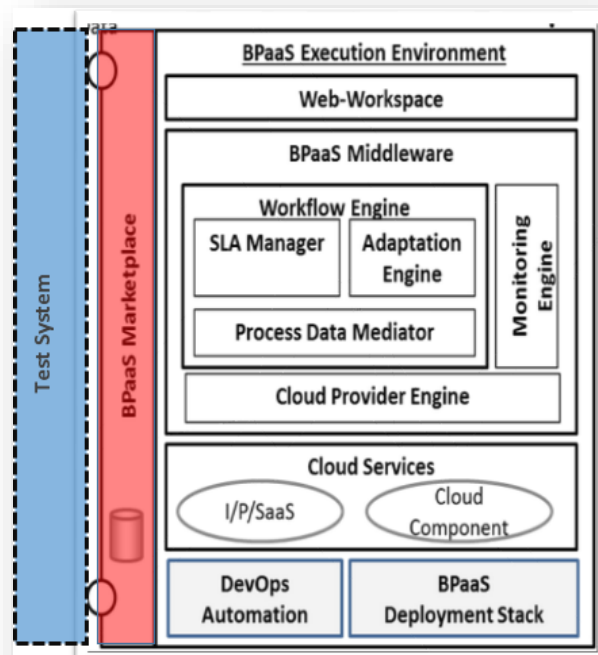 BPaaS Execution Environment
Web-Workspace
BPaaS Middleware
Workflow Engine
SLA Manager
Adaptation
Engine
Process Data Mediator
Monitoring
Engine
Cloud Provider Engine
Cloud Services
I/P/SaaS
Cloud
Component
DevOps
Automation
BPaaS
Deployment Stack
BPaaS Marketplace
Test System